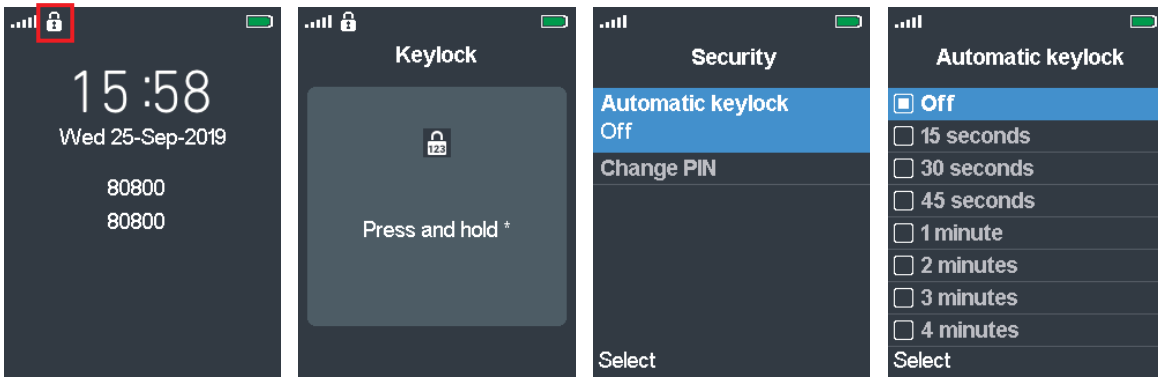 15:58
Wed 25-Sep-2019
80800
80800
Keylock
123
Press and hold *
Security
Automatic keylock
Off
Change PIN
Select
Automatic keylock
Off
15 seconds
30 seconds
45 seconds
1 minute
2 minutes
3 minutes
4 minutes
Select